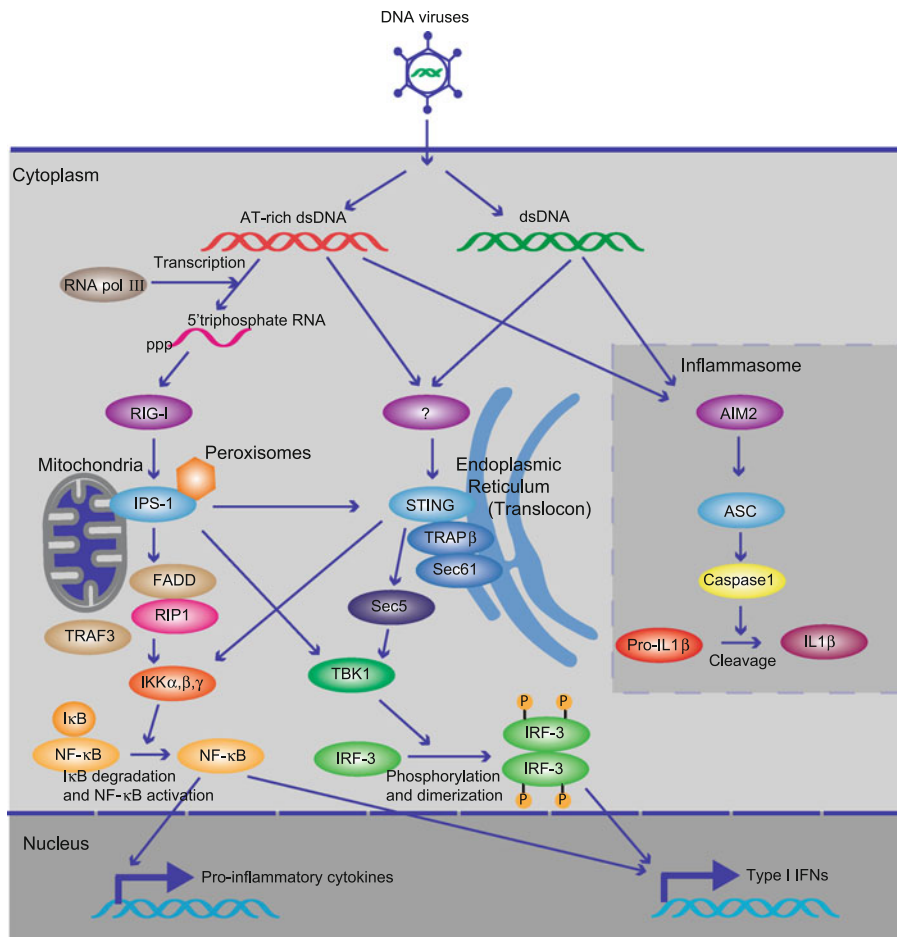 DNA viruses
Cytoplasm
AT-rich dsDNA
dsDNA
Transcription
RNA pol III
5'triphosphate RNA
ppp
Inflammasome
RIG-I
?
AIM2
Mitochondria
Peroxisomes
Endoplasmic
Reticulum
(Translocon)
IPS-1
STING
ASC
TRAPβ
Sec61
FADD
Caspase1
RIP1
Sec5
TRAF3
Pro-IL1β
IL1β
Cleavage
IKKα,β,γ
TBK1
IκB
P
P
IRF-3
NF-κB
NF-κB
IRF-3
IRF-3
IκB degradation
and NF-κB activation
Phosphorylation
and dimerization
P
P
Nucleus
Pro-inflammatory cytokines
Type I IFNs